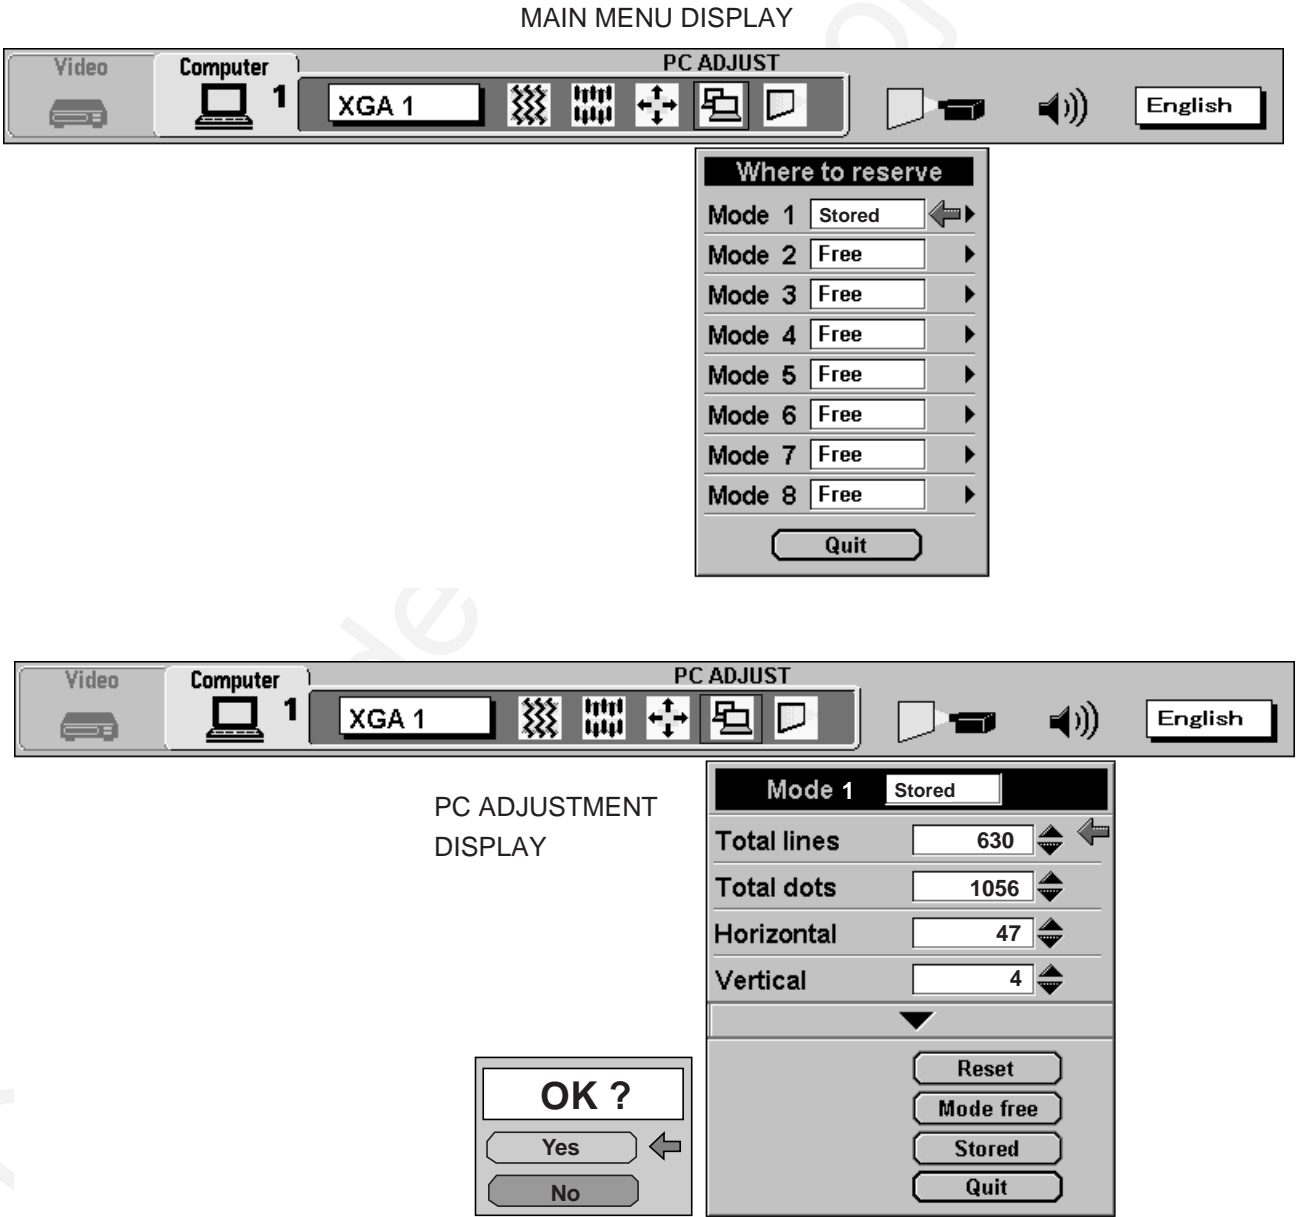 MAIN MENU DISPLAY
Video
Computer
1
PC ADJUST
XGA 1
English
Where to reserve
Mode 1 Stored
Mode 2 Free
Mode 3 Free
Mode 4 Free
Mode 5 Free
Mode 6 Free
Mode 7 Free
Mode 8 Free
Quit
Video
Computer
1
PC ADJUST
XGA 1
English
PC ADJUSTMENT
DISPLAY
Mode 1 Stored
Total lines 630
Total dots 1056
Horizontal 47
Vertical 4
Reset
Mode free
Stored
Quit
OK ?
Yes
No